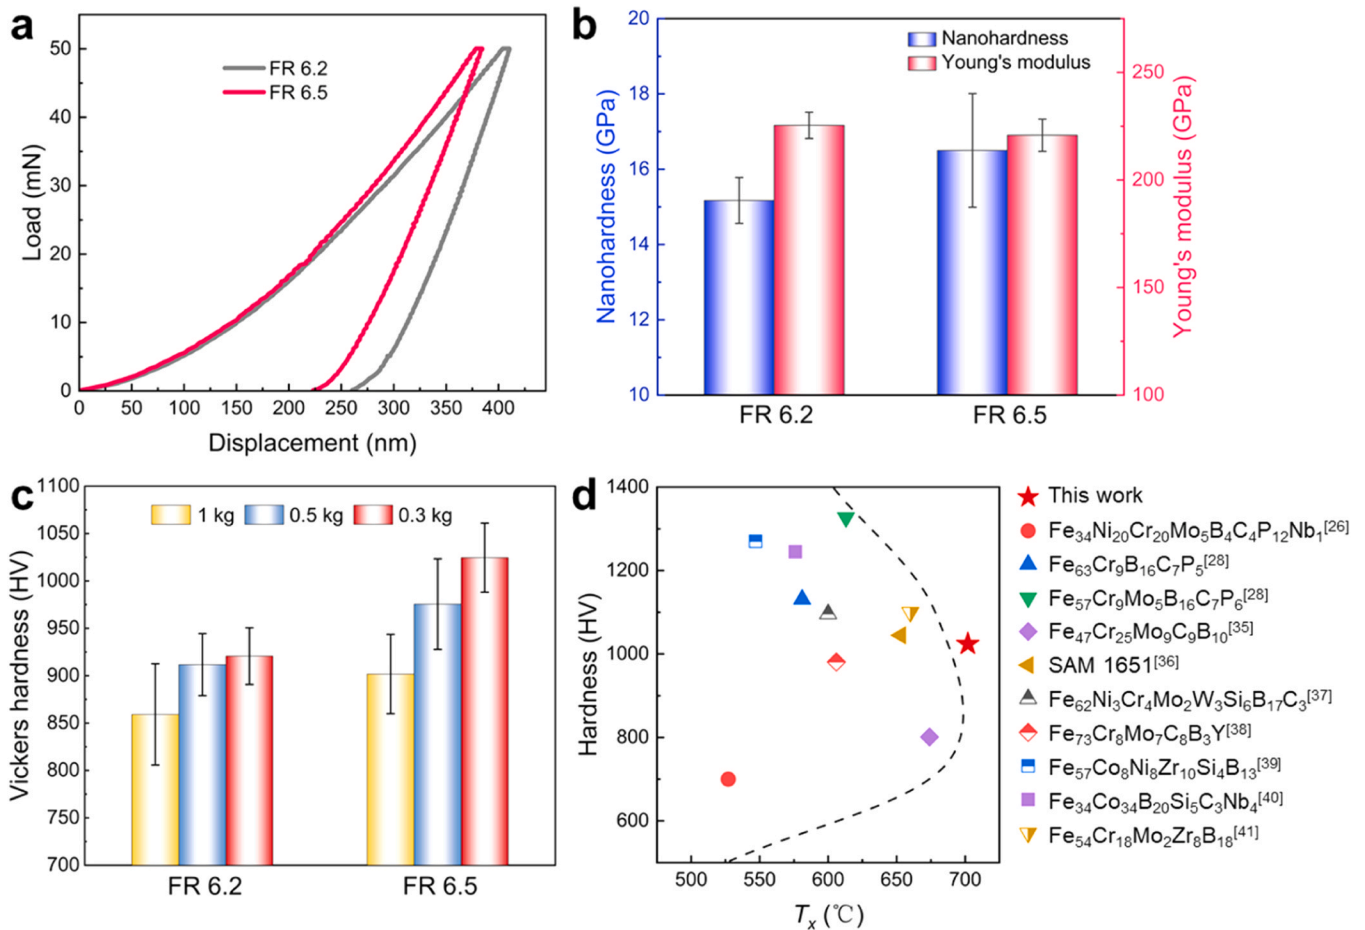 a
50
40
30
20
10
0
Load (mN)
FR 6.2
FR 6.5
0 50 100 150 200 250 300 350 400
Displacement (nm)
b
20
18
16
14
12
10
Nanohardness (GPa)
Nanohardness
Young's modulus
250
200
150
100
Young's modulus (GPa)
FR 6.2 FR 6.5
c
1100
1050
1000
950
900
850
800
750
700
Vickers hardness (HV)
1 kg 0.5 kg 0.3 kg
FR 6.2 FR 6.5
d
1400
1200
1000
800
600
Hardness (HV)
500 550 600 650 700
Tₓ (℃)
This work
Fe₃₄Ni₂₀Cr₂₀Mo₅B₄C₄P₁₂Nb₁[26]
Fe₆₃Cr₉B₁₆C₇P₅[28]
Fe₅₇Cr₉Mo₅B₁₆C₇P₆[28]
Fe₄₇Cr₂₅Mo₉C₉B₁₀[35]
SAM 1651[36]
Fe₆₂Ni₃Cr₄Mo₂W₃Si₆B₁₇C₃[37]
Fe₇₃Cr₈Mo₇C₈B₃Y[38]
Fe₅₇Co₈Ni₈Zr₁₀Si₄B₁₃[39]
Fe₃₄Co₃₄B₂₀Si₅C₃Nb₄[40]
Fe₅₄Cr₁₈Mo₂Zr₈B₁₈[41]